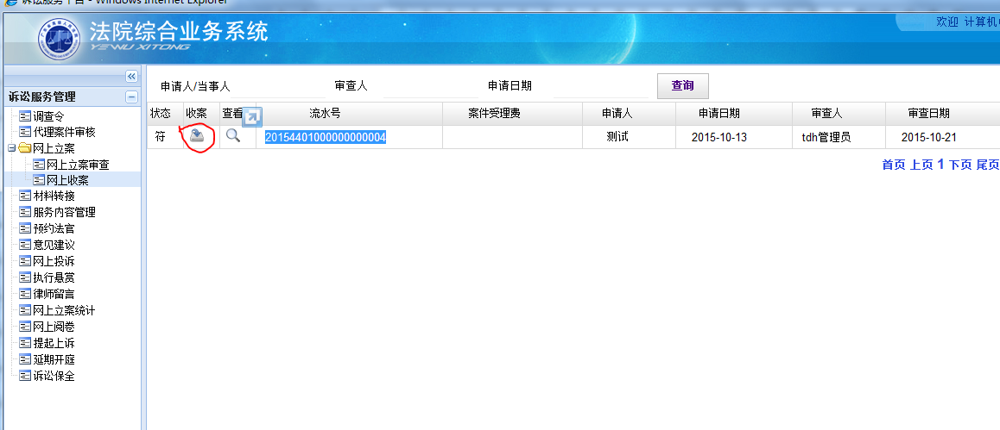 诉讼服务平台 - Windows Internet Explorer
法院综合业务系统
YEWU XITONG
欢迎 计算机
诉讼服务管理
调查令
代理案件审核
网上立案
网上立案审查
网上收案
材料转接
服务内容管理
预约法官
意见建议
网上投诉
执行悬赏
律师留言
网上立案统计
网上阅卷
提起上诉
延期开庭
诉讼保全
申请人/当事人 审查人 申请日期 查询
状态 收案 查看 流水号 案件受理费 申请人 申请日期 审查人 审查日期
符 20154401000000000004 测试 2015-10-13 tdh管理员 2015-10-21
首页 上页 1 下页 尾页